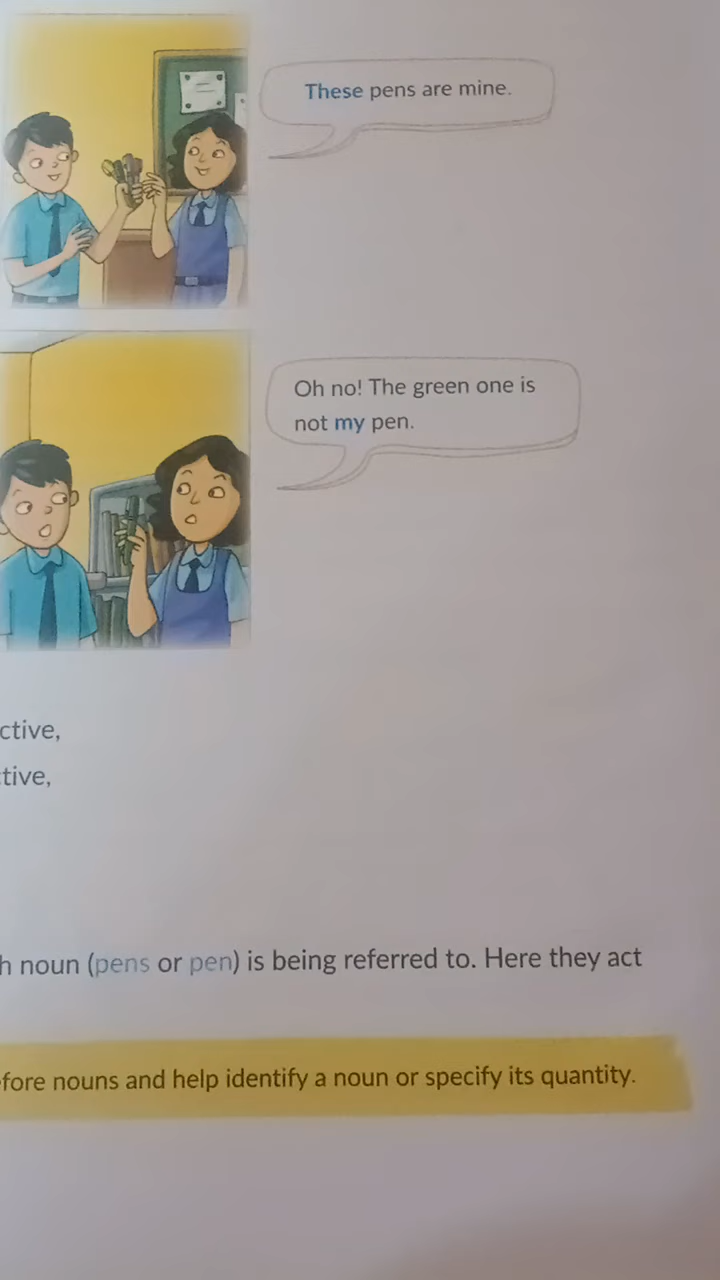 These pens are mine.
Oh no! The green one is
not my pen.
ctive,
tive,
h noun (pens or pen) is being referred to. Here they act
fore nouns and help identify a noun or specify its quantity.